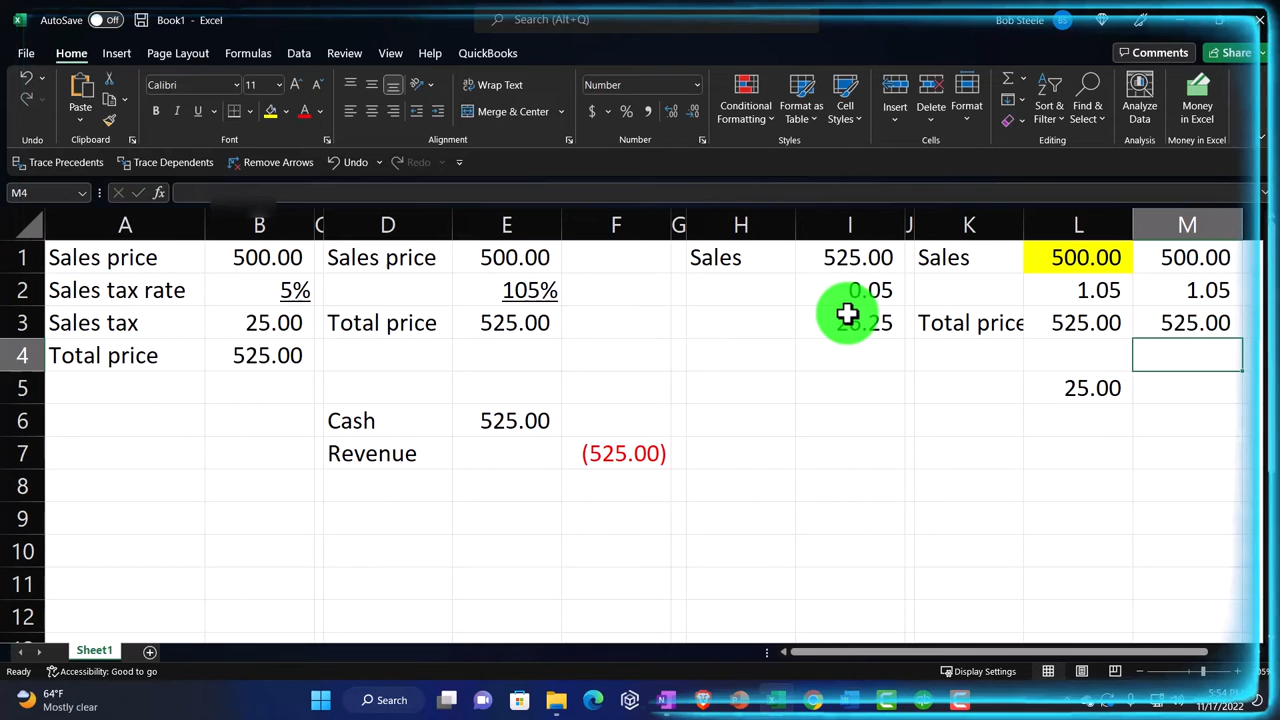 AutoSave Off Book1 - Excel Search (Alt+Q) Bob Steele BS
File Home Insert Page Layout Formulas Data Review View Help QuickBooks Comments Share
Paste Calibri 11 Wrap Text Merge & Center Number Conditional Formatting Format as Table Cell Styles Insert Delete Format Sort & Filter Find & Select Analyze Data Money in Excel
Undo Clipboard Font Alignment Number Styles Cells Editing Analysis Money in Excel
Trace Precedents Trace Dependents Remove Arrows Undo Redo
M4 fx
A B C D E F G H I J K L M
1 Sales price 500.00 Sales price 500.00 Sales 525.00 Sales 500.00 500.00
2 Sales tax rate 5% 105% 0.05 1.05 1.05
3 Sales tax 25.00 Total price 525.00 26.25 Total price 525.00 525.00
4 Total price 525.00
5 25.00
6 Cash 525.00
7 Revenue (525.00)
8
9
10
11
12
Sheet1
Ready Accessibility: Good to go Display Settings
64°F Search 5:54 PM
Mostly clear 11/17/2022